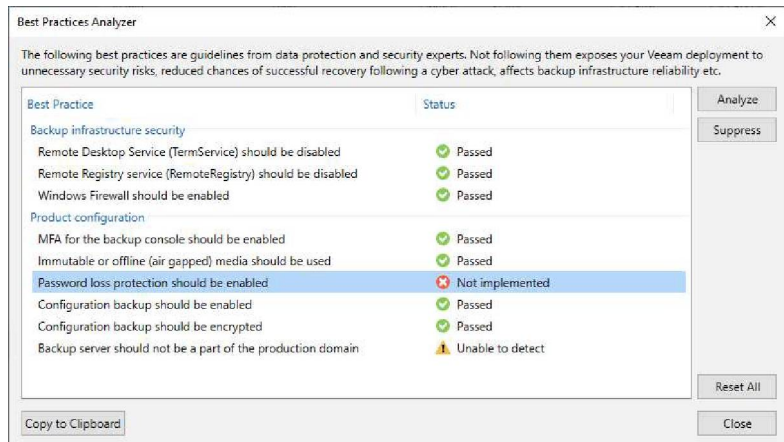 Best Practices Analyzer
The following best practices are guidelines from data protection and security experts. Not following them exposes your Veeam deployment to
unnecessary security risks, reduced chances of successful recovery following a cyber attack, affects backup infrastructure reliability etc.
Best Practice Status
Analyze
Backup infrastructure security
Suppress
Remote Desktop Service (TermService) should be disabled Passed
Remote Registry service (RemoteRegistry) should be disabled Passed
Windows Firewall should be enabled Passed
Product configuration
MFA for the backup console should be enabled Passed
Immutable or offline (air gapped) media should be used Passed
Password loss protection should be enabled Not implemented
Configuration backup should be enabled Passed
Configuration backup should be encrypted Passed
Backup server should not be a part of the production domain Unable to detect
Reset All
Copy to Clipboard
Close